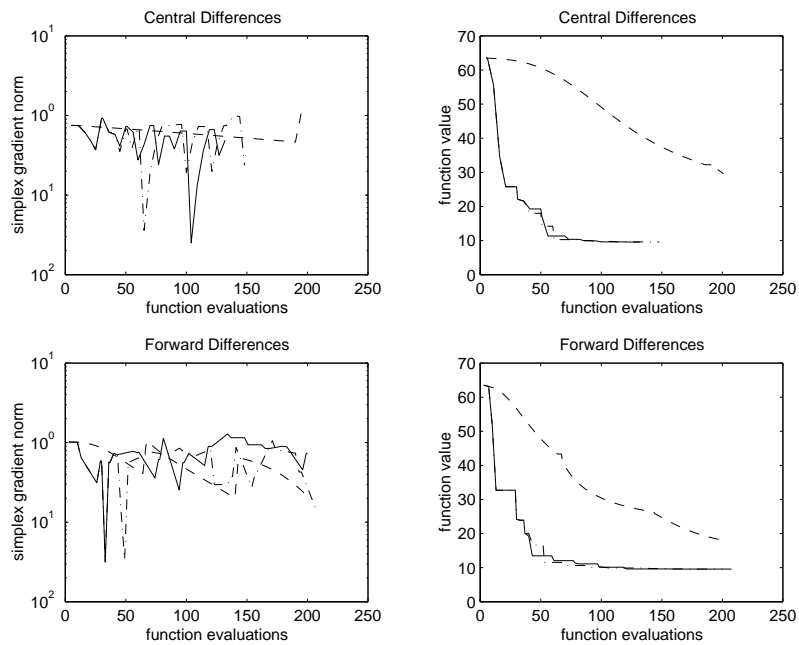 Central Differences
10^1
10^0
10^1
10^2
simplex gradient norm
0 50 100 150 200 250
function evaluations
Central Differences
70
60
50
40
30
20
10
0
function value
0 50 100 150 200 250
function evaluations
Forward Differences
10^1
10^0
10^1
10^2
simplex gradient norm
0 50 100 150 200 250
function evaluations
Forward Differences
70
60
50
40
30
20
10
0
function value
0 50 100 150 200 250
function evaluations